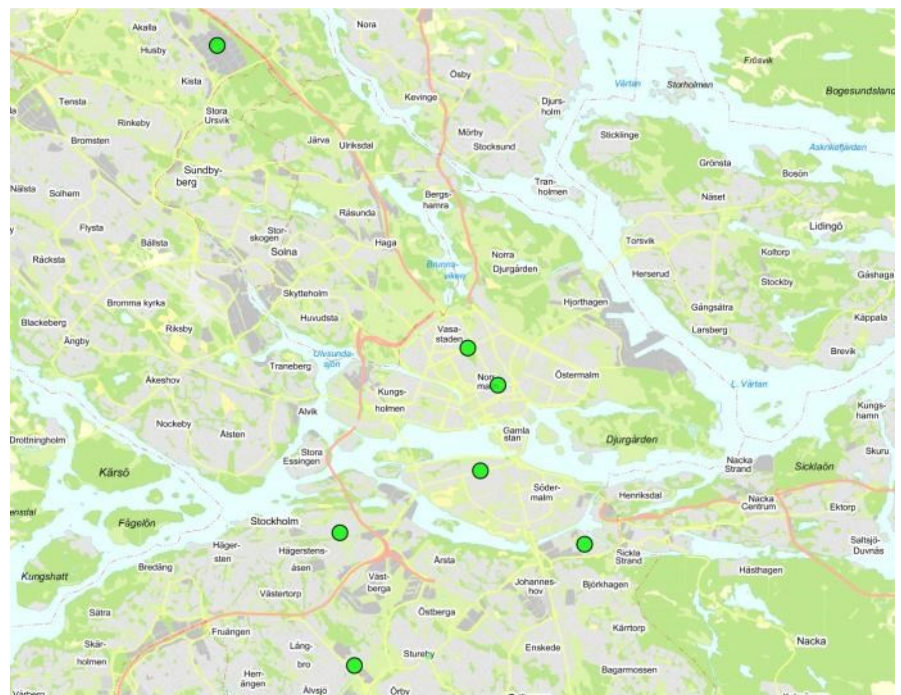 Akalla
Nora
Husby
Frösvik
Ösby
Värtan
Storholmen
Bogesundsland
Kista
Kevinge
Tensta
Djurs-
holm
Stora
Ursvik
Rinkeby
Mörby
Sticklinge
Bromsten
Järva
Ulriksdal
Stocksund
Askrikefjärden
Grönsta
Sundby-
berg
Bosön
Tran-
holmen
Nälsta
Solhem
Bergs-
hamra
Näset
Råsunda
Flysta
Stor-
skogen
Lidingö
Bällsta
Haga
Torsvik
Solna
Norra
Djurgården
Koltorp
Råcksta
Brunns-
viken
Herserud
Gåshaga
Stockby
Skytteholm
Bromma kyrka
Hjorthagen
Gångsätra
Huvudsta
Käppala
Blackeberg
Riksby
Vasa-
staden
Larsberg
Ängby
Brevik
Ulvsunda-
sjön
Traneberg
Åkeshov
Nor
ma
Östermalm
L. Värtan
Kungs-
holmen
Kungs-
hamn
Alvik
Nockeby
Ålsten
Gamla
stan
Drottningholm
Djurgården
Stora
Essingen
Skuru
Nacka
Strand
Sicklaön
Kärsö
Söder-
malm
Henriksdal
Nacka
Centrum
Ektorp
ensdal
Fågelön
Stockholm
Saltsjö-
Duvnäs
Häger-
sten
Hägerstens-
åsen
Årsta
Sickla
Strand
Bredäng
Hästhagen
Kungshatt
Väst-
berga
Johannes-
hov
Björkhagen
Västertorp
Sätra
Östberga
Fruängen
Kärrtorp
Skär-
holmen
Lång-
bro
Enskede
Nacka
Stureby
Herr-
ängen
Bagarmossen
Älvsjö
Örby
Vårberg